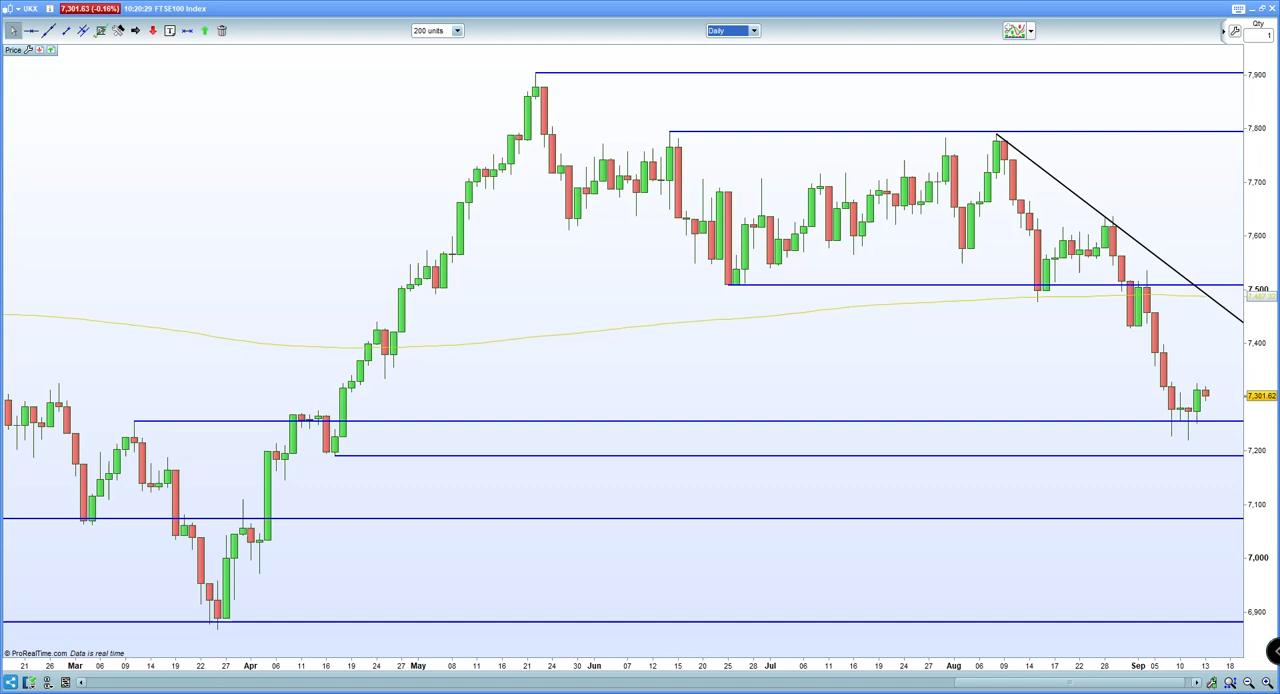 UKX 7,301.63 (-0.16%) 10:20:29 FTSE100 Index
200 units Daily Qty
1
Price
7,900
7,800
7,700
7,600
7,500
7,487.32
7,400
7,301.62
7,200
7,100
7,000
6,900
© ProRealTime.com Data is real time
21 26 Mar 06 09 14 19 22 27 Apr 06 11 16 19 24 27 May 08 11 16 21 24 30 Jun 07 12 15 20 25 28 Jul 06 11 16 19 24 27 Aug 06 09 14 17 22 28 Sep 05 10 13 18